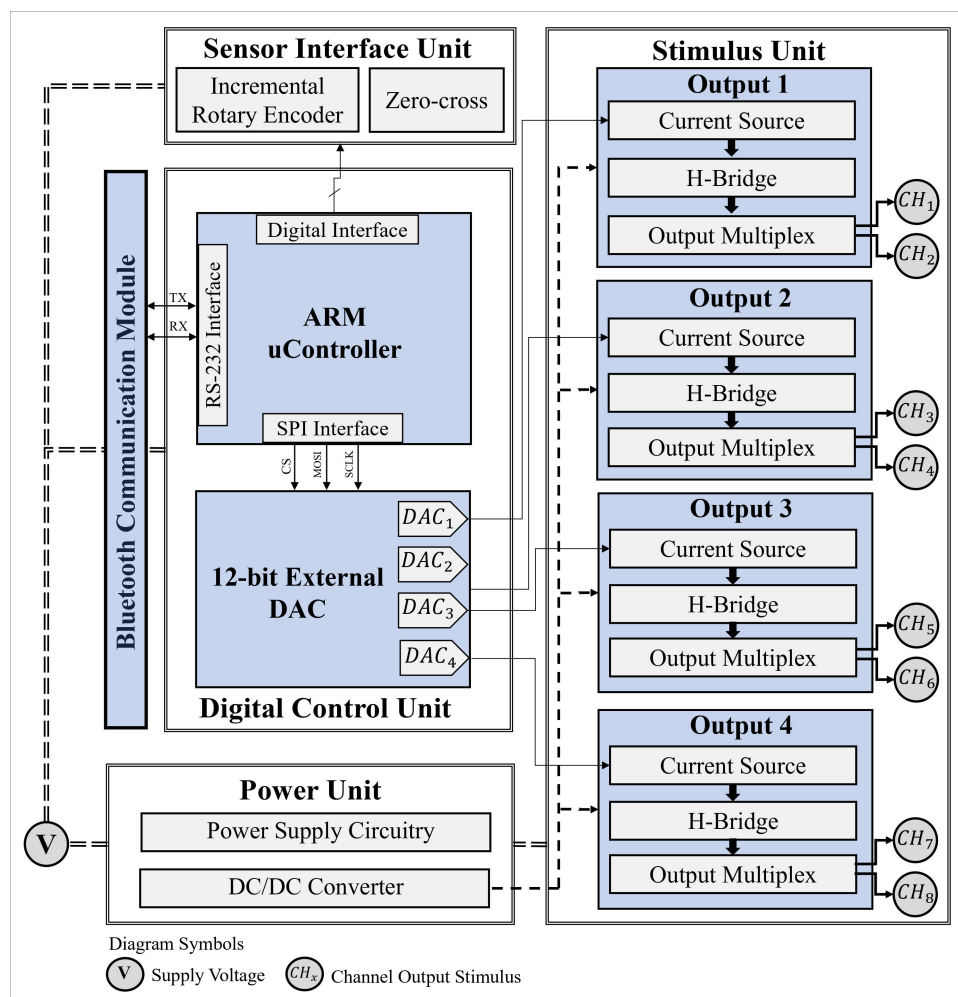 Sensor Interface Unit
Incremental
Rotary Encoder
Zero-cross
Bluetooth Communication Module
TX
RX
Digital Interface
RS-232 Interface
ARM
uController
SPI Interface
CS
MOSI
SCLK
12-bit External
DAC
DAC₁
DAC₂
DAC₃
DAC₄
Digital Control Unit
Power Unit
Power Supply Circuitry
DC/DC Converter
V
Stimulus Unit
Output 1
Current Source
H-Bridge
Output Multiplex
CH₁
CH₂
Output 2
Current Source
H-Bridge
Output Multiplex
CH₃
CH₄
Output 3
Current Source
H-Bridge
Output Multiplex
CH₅
CH₆
Output 4
Current Source
H-Bridge
Output Multiplex
CH₇
CH₈
Diagram Symbols
V Supply Voltage
CHₓ Channel Output Stimulus